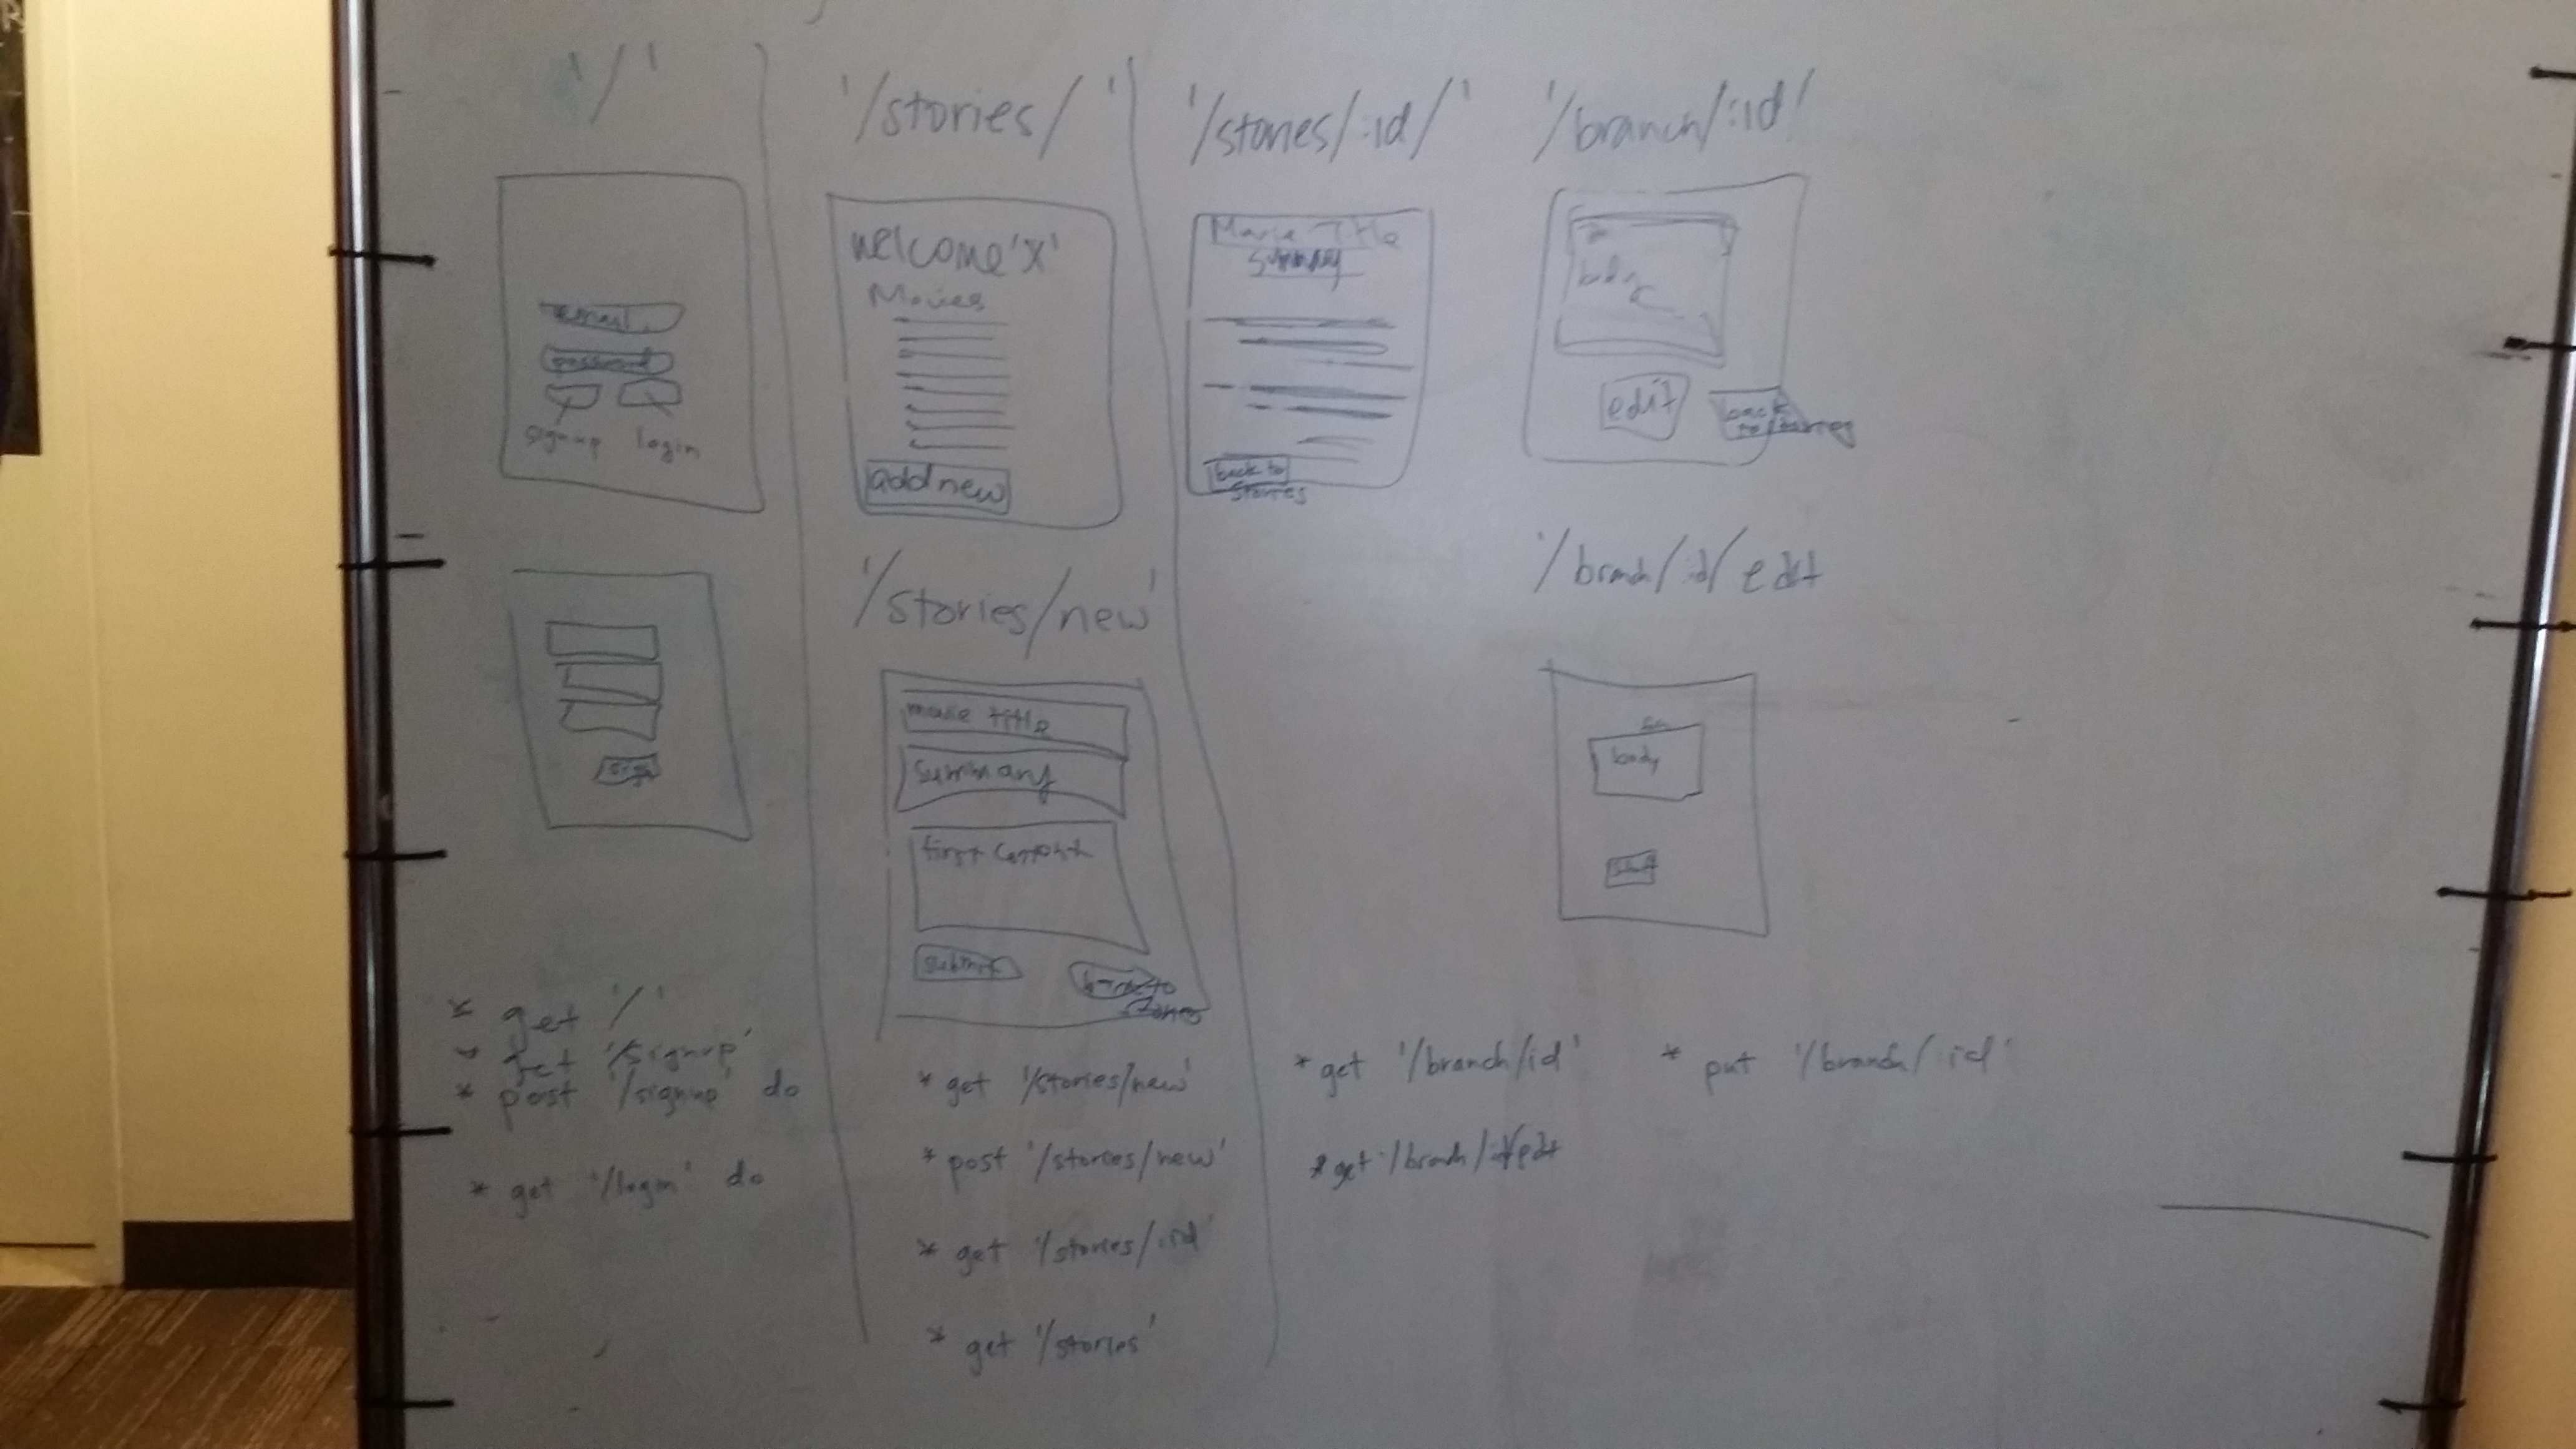 '/'
'/stories/'
'/stories/:id/'
'/branch/:id'
email
password
signup login
welcome 'X'
Movies
add new
Movie Title
Summary
back to
stories
body
edit
back
to stories
'/stories/new'
movie title
summary
first content
submit
back to
stories
'/branch/:id/edit
body
submit
* get '/'
* get '/signup'
* post '/signup' do
* get '/login' do
* get '/stories/new'
* post '/stories/new'
* get '/stories/:id'
* get '/stories'
* get '/branch/id'
* get '/branch/:id/edit
* put '/branch/:id'